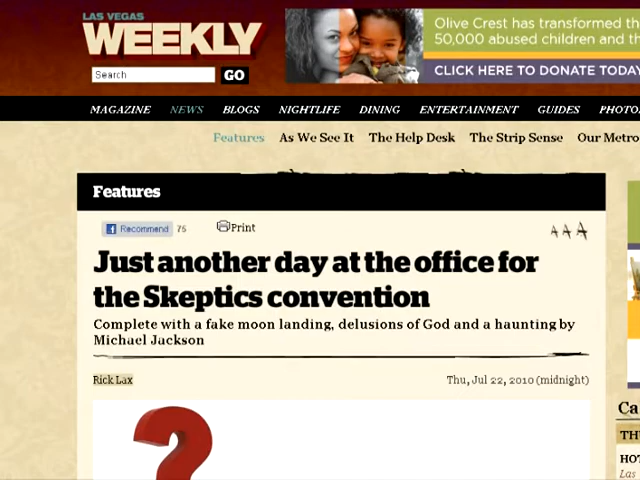 LAS VEGAS
WEEKLY
Search
GO
Olive Crest has transformed th
50,000 abused children and th
CLICK HERE TO DONATE TODAY
MAGAZINE NEWS BLOGS NIGHTLIFE DINING ENTERTAINMENT GUIDES PHOTO
Features As We See It The Help Desk The Strip Sense Our Metro
Features
Recommend 76 Print A A A
Just another day at the office for
the Skeptics convention
Complete with a fake moon landing, delusions of God and a haunting by
Michael Jackson
Rick Lax Thu, Jul 22, 2010 (midnight)
?
Ca
TH
HO
Las